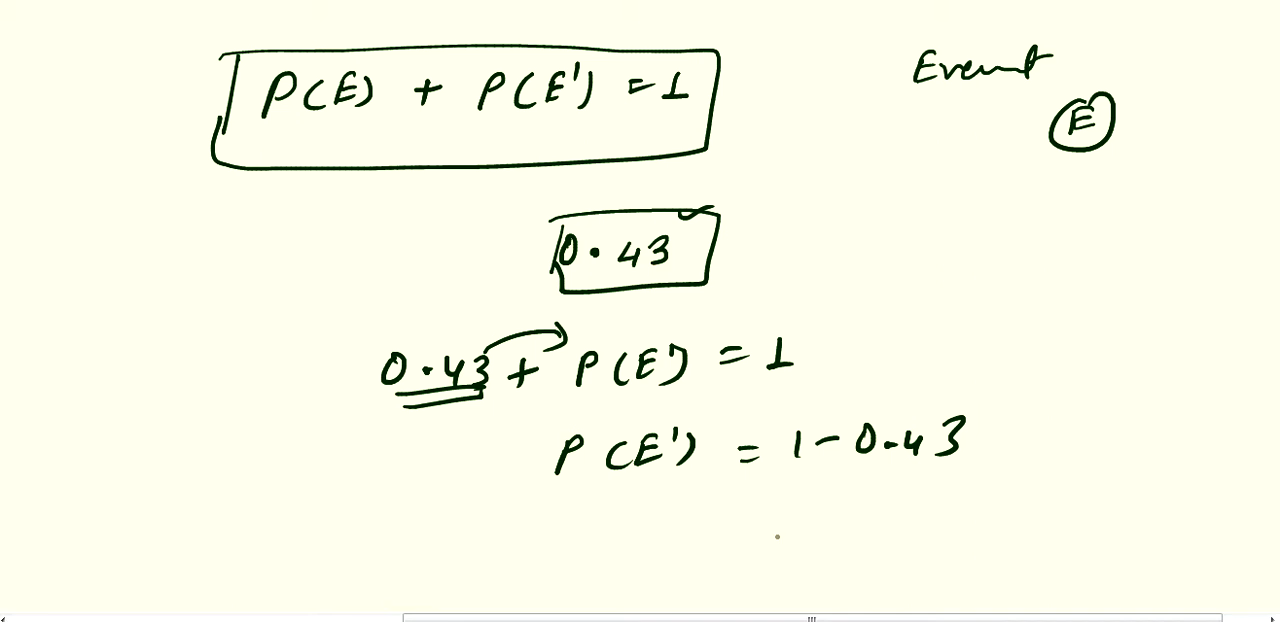 P(E) + P(E') = 1
Event
E
0.43
0.43 + P(E') = 1
P(E') = 1 - 0.43